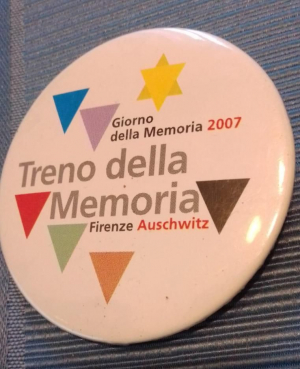 Giorno
della Memoria 2007
Treno della
Memoria
Firenze Auschwitz